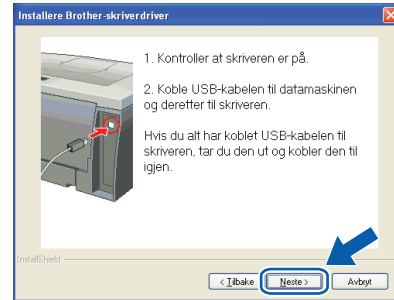 Installere Brother-skriverdriver
1. Kontroller at skriveren er på.
2. Koble USB-kabelen til datamaskinen
og deretter til skriveren.
Hvis du alt har koblet USB-kabelen til
skriveren, tar du den ut og kobler den til
igjen.
InstallShield
< Tilbake Neste > Avbryt